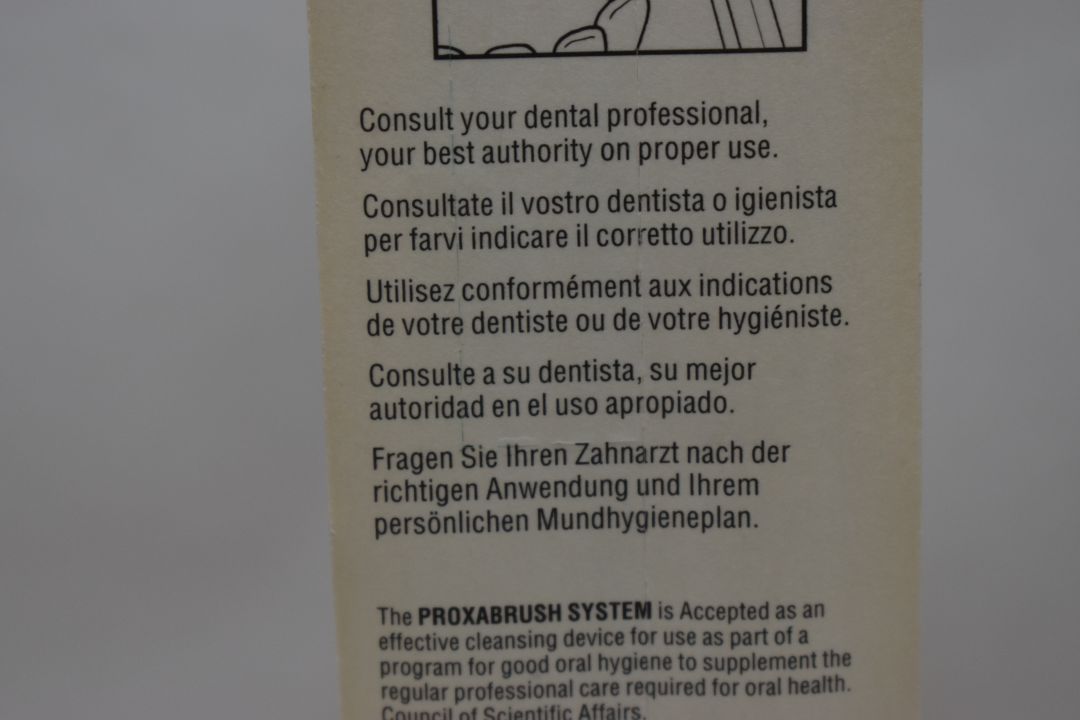 Consult your dental professional,
your best authority on proper use.
Consultate il vostro dentista o igienista
per farvi indicare il corretto utilizzo.
Utilisez conformément aux indications
de votre dentiste ou de votre hygiéniste.
Consulte a su dentista, su mejor
autoridad en el uso apropiado.
Fragen Sie Ihren Zahnarzt nach der
richtigen Anwendung und Ihrem
persönlichen Mundhygieneplan.
The PROXABRUSH SYSTEM is Accepted as an
effective cleansing device for use as part of a
program for good oral hygiene to supplement the
regular professional care required for oral health.
Council of Scientific Affairs.